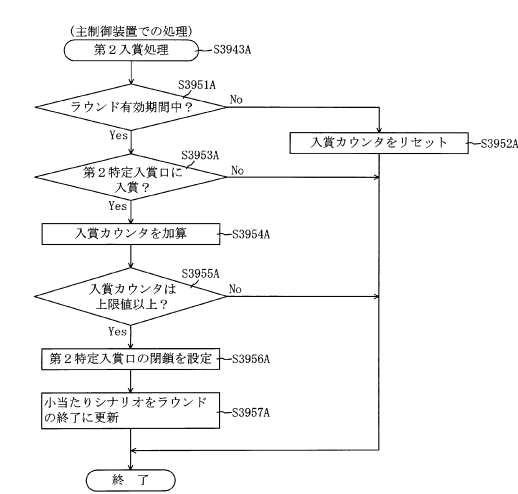 (主制御装置での処理)
第２入賞処理
S3943A
S3951A
ラウンド有効期間中？
No
Yes
入賞カウンタをリセット
S3952A
S3953A
第２特定入賞口に
入賞？
No
Yes
入賞カウンタを加算
S3954A
S3955A
入賞カウンタは
上限値以上？
No
Yes
第２特定入賞口の閉鎖を設定
S3956A
小当たりシナリオをラウンド
の終了に更新
S3957A
終 了